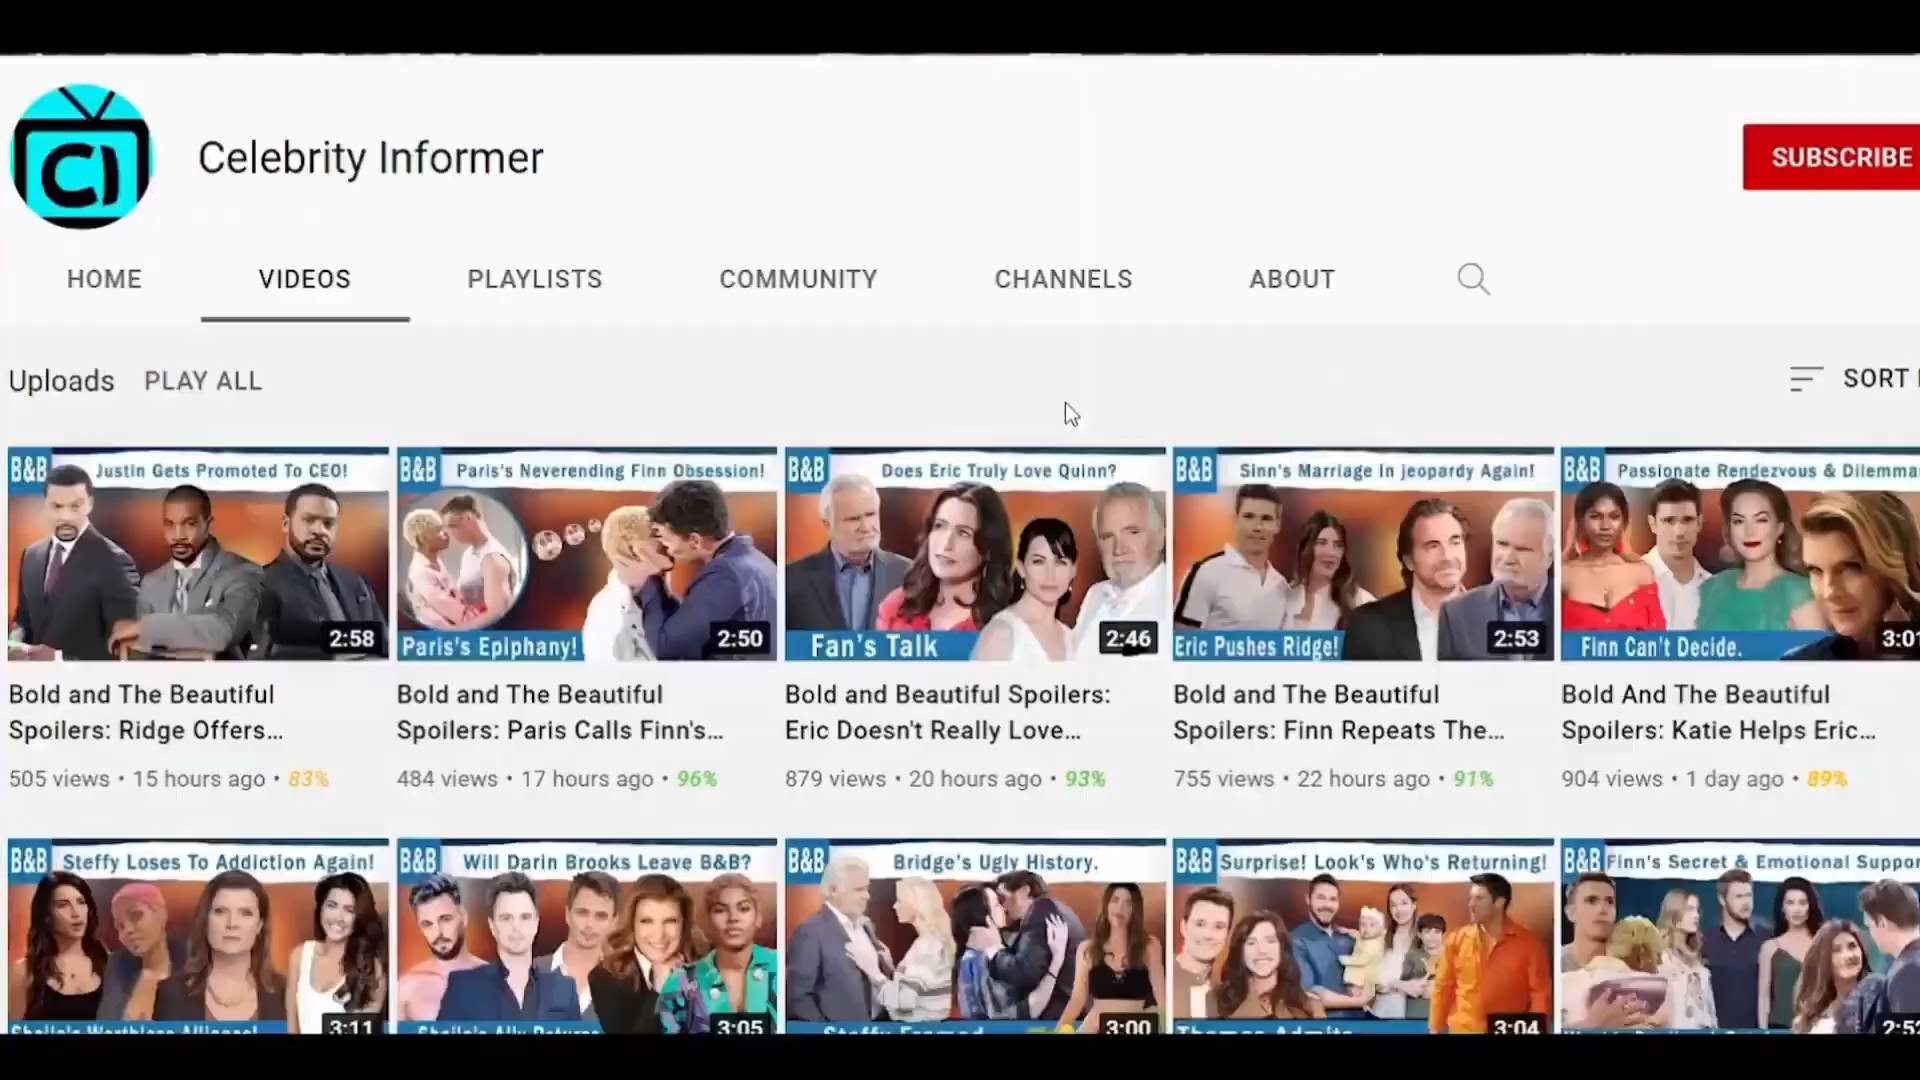 CI
Celebrity Informer
SUBSCRIBE
HOME
VIDEOS
PLAYLISTS
COMMUNITY
CHANNELS
ABOUT
Uploads
PLAY ALL
SORT
B&B Justin Gets Promoted To CEO!
2:58
B&B Paris's Neverending Finn Obsession!
Paris's Epiphany!
2:50
B&B Does Eric Truly Love Quinn?
Fan's Talk
2:46
B&B Sinn's Marriage In jeopardy Again!
Eric Pushes Ridge!
2:53
B&B Passionate Rendezvous &
Finn Can't Decide.
Bold and The Beautiful
Spoilers: Ridge Offers...
505 views • 15 hours ago • 83%
Bold and The Beautiful
Spoilers: Paris Calls Finn's...
484 views • 17 hours ago • 96%
Bold and Beautiful Spoilers:
Eric Doesn't Really Love...
879 views • 20 hours ago • 93%
Bold and The Beautiful
Spoilers: Finn Repeats The...
755 views • 22 hours ago • 91%
Bold And The Beautiful
Spoilers: Katie Helps Eric...
904 views • 1 day ago • 89%
B&B Steffy Loses To Addiction Again!
3:11
B&B Will Darin Brooks Leave B&B?
3:05
B&B Bridge's Ugly History.
3:00
B&B Surprise! Look's Who's Returning!
3:04
B&B Finn's Secret & Emotional